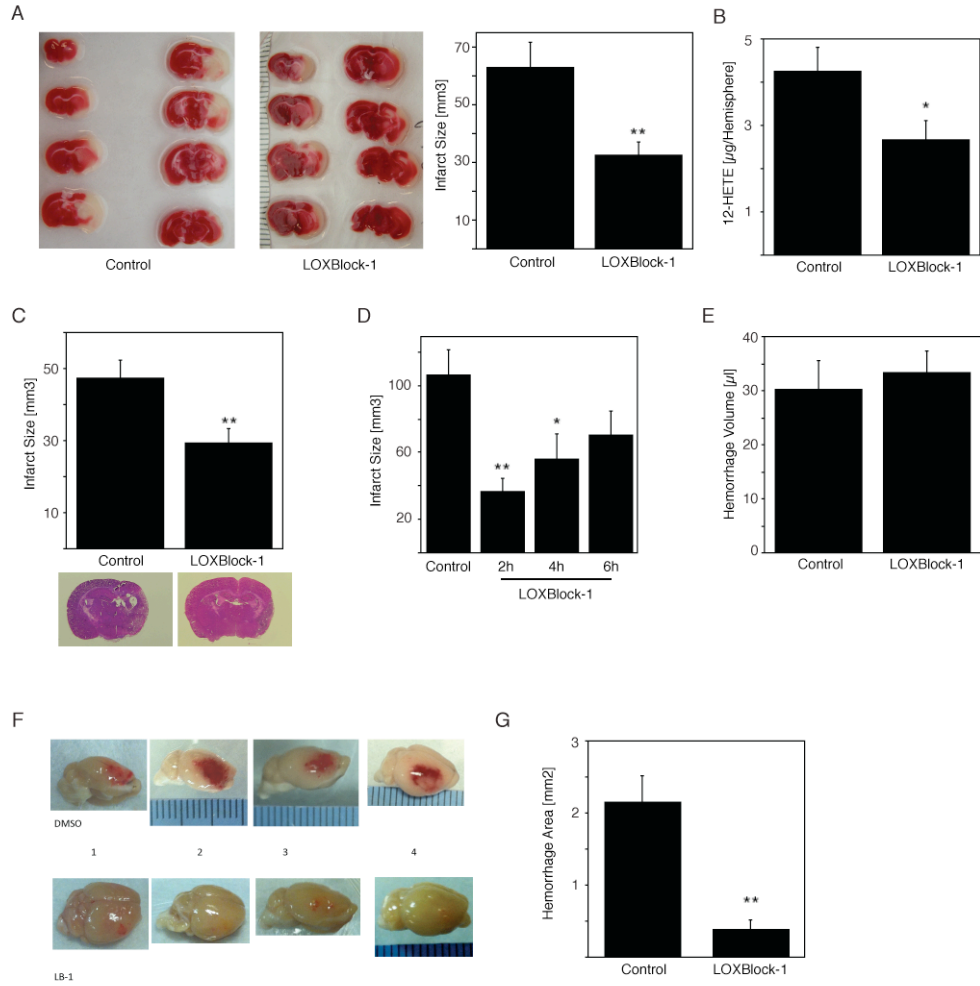 A
Control
LOXBlock-1
Infarct Size [mm3]
70
50
30
10
**
Control
LOXBlock-1
B
12-HETE [µg/Hemisphere]
5
3
1
*
Control
LOXBlock-1
C
Infarct Size [mm3]
50
30
10
**
Control
LOXBlock-1
D
Infarct Size [mm3]
100
60
20
**
*
Control
2h
4h
6h
LOXBlock-1
E
Hemorrhage Volume [µl]
40
30
20
10
0
Control
LOXBlock-1
F
DMSO
1
2
3
4
LB-1
G
Hemorrhage Area [mm2]
3
2
1
**
Control
LOXBlock-1